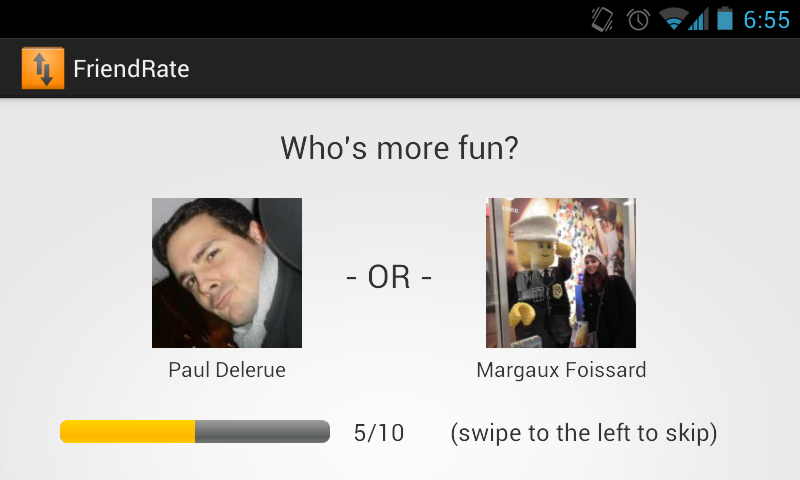 6:55
FriendRate
Who's more fun?
- OR -
Paul Delerue
Margaux Foissard
5/10
(swipe to the left to skip)